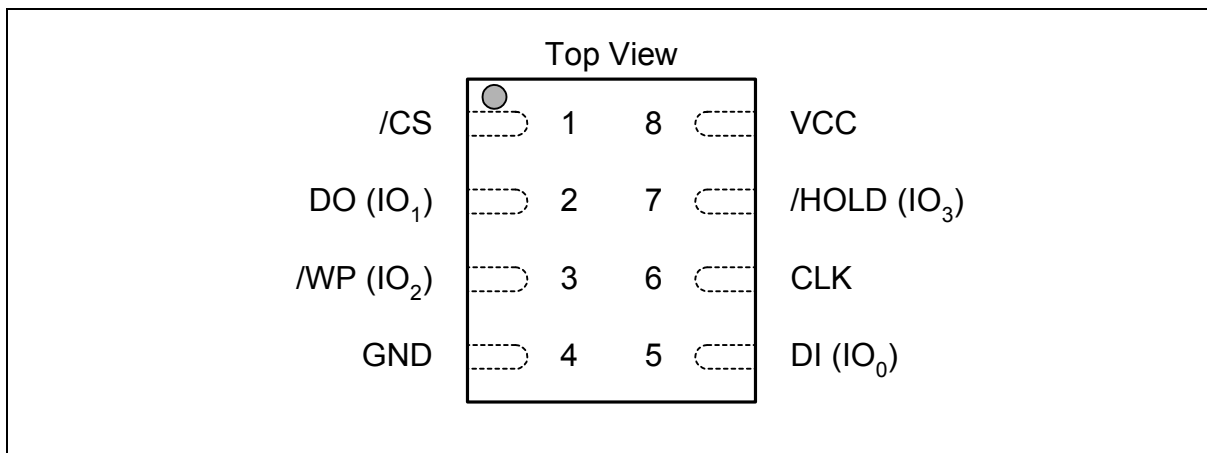 Top View
/CS 1 8 VCC
DO (IO₁) 2 7 /HOLD (IO₃)
/WP (IO₂) 3 6 CLK
GND 4 5 DI (IO₀)